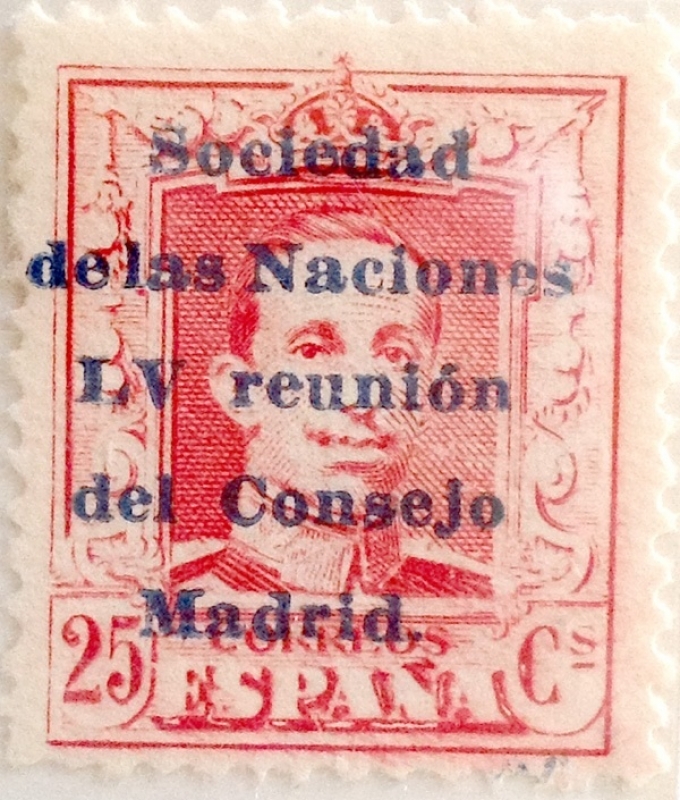 Sociedad
de las Naciones
LV reunión
del Consejo
Madrid.
CORREOS
25 ESPAÑA Cs